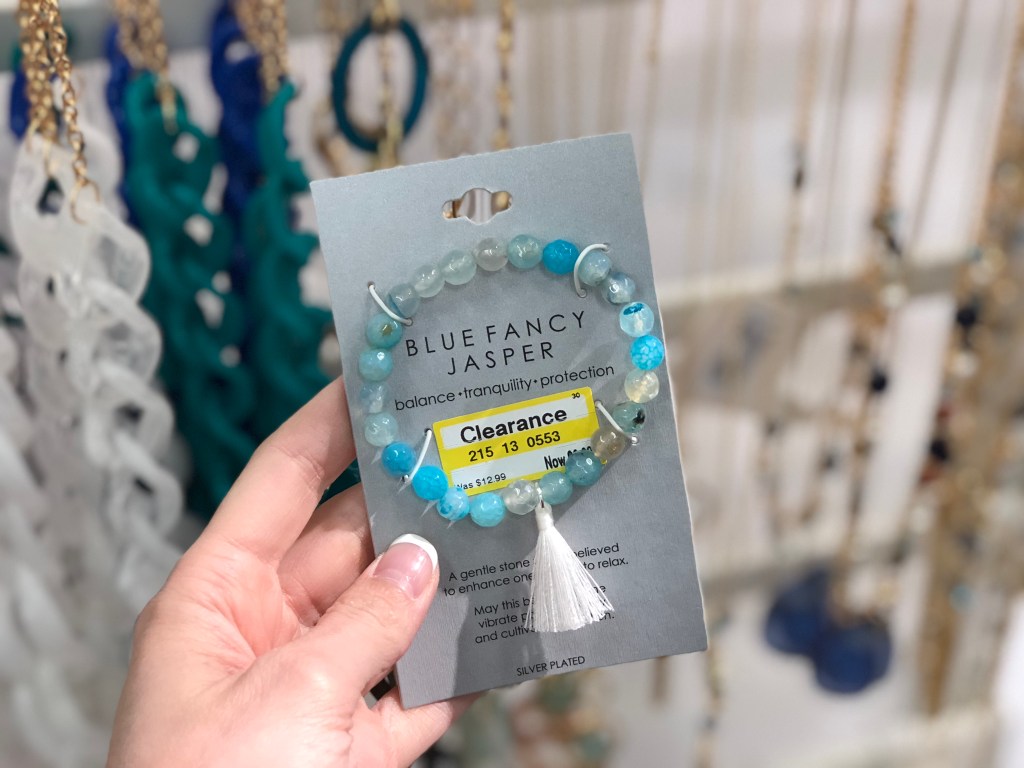 BLUE FANCY
JASPER
balance•tranquility•protection
30
Clearance
215 13 0553
Now
Was $12.99
A gentle stone believed
to enhance one to relax.
May this
vibrate
and
SILVER PLATED